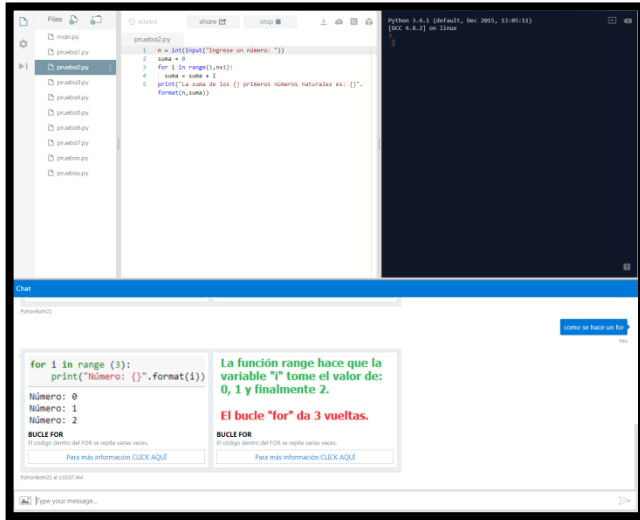 Files
main.py
prueba1.py
prueba2.py
prueba3.py
prueba4.py
prueba5.py
prueba6.py
prueba7.py
pruebax.py
pruebay.py
saved
share
stop
prueba2.py
1 n = int(input("Ingrese un número: "))
2 suma = 0
3 for i in range(1,n+1):
4 suma = suma + i
5 print("La suma de los {} primeros números naturales es: {}".
format(n,suma))
Python 3.6.1 (default, Dec 2015, 13:05:11)
[GCC 4.8.2] on linux
Chat
PythonBotN21
como se hace un for
You
for i in range (3):
print("Número: {}".format(i))
Número: 0
Número: 1
Número: 2
BUCLE FOR
El código dentro del FOR se repite varias veces.
Para más información CLICK AQUÍ
La función range hace que la
variable "i" tome el valor de:
0, 1 y finalmente 2.
El bucle "for" da 3 vueltas.
BUCLE FOR
El código dentro del FOR se repite varias veces.
Para más información CLICK AQUÍ
Type your message...